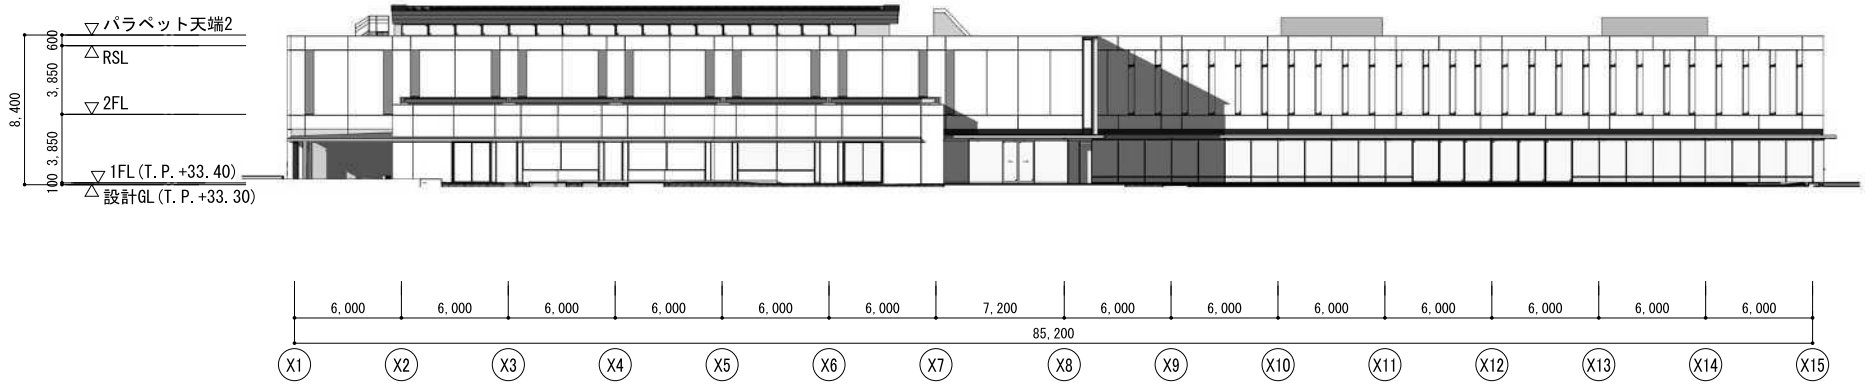 パラペット天端2
600
RSL
3,850
2FL
8,400
3,850
1FL(T.P.+33.40)
100
設計GL(T.P.+33.30)
6,000 6,000 6,000 6,000 6,000 6,000 7,200 6,000 6,000 6,000 6,000 6,000 6,000 6,000
85,200
X1 X2 X3 X4 X5 X6 X7 X8 X9 X10 X11 X12 X13 X14 X15